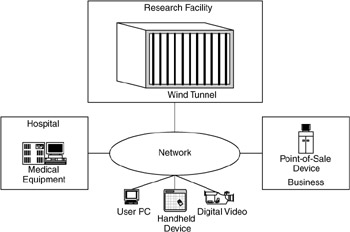 Research Facility
Wind Tunnel
Hospital
Medical
Equipment
Network
Point-of-Sale
Device
Business
User PC
Handheld
Device
Digital Video